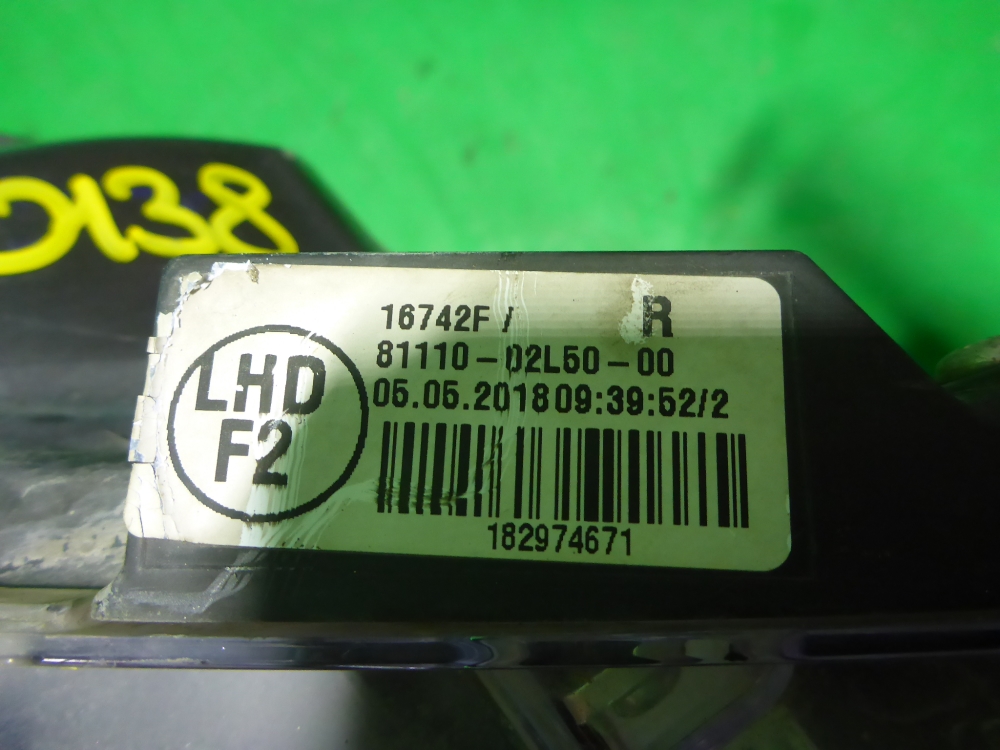 0138
16742F / R
81110-02L50-00
05.05.2018 09:39:52/2
LHD
F2
182974671